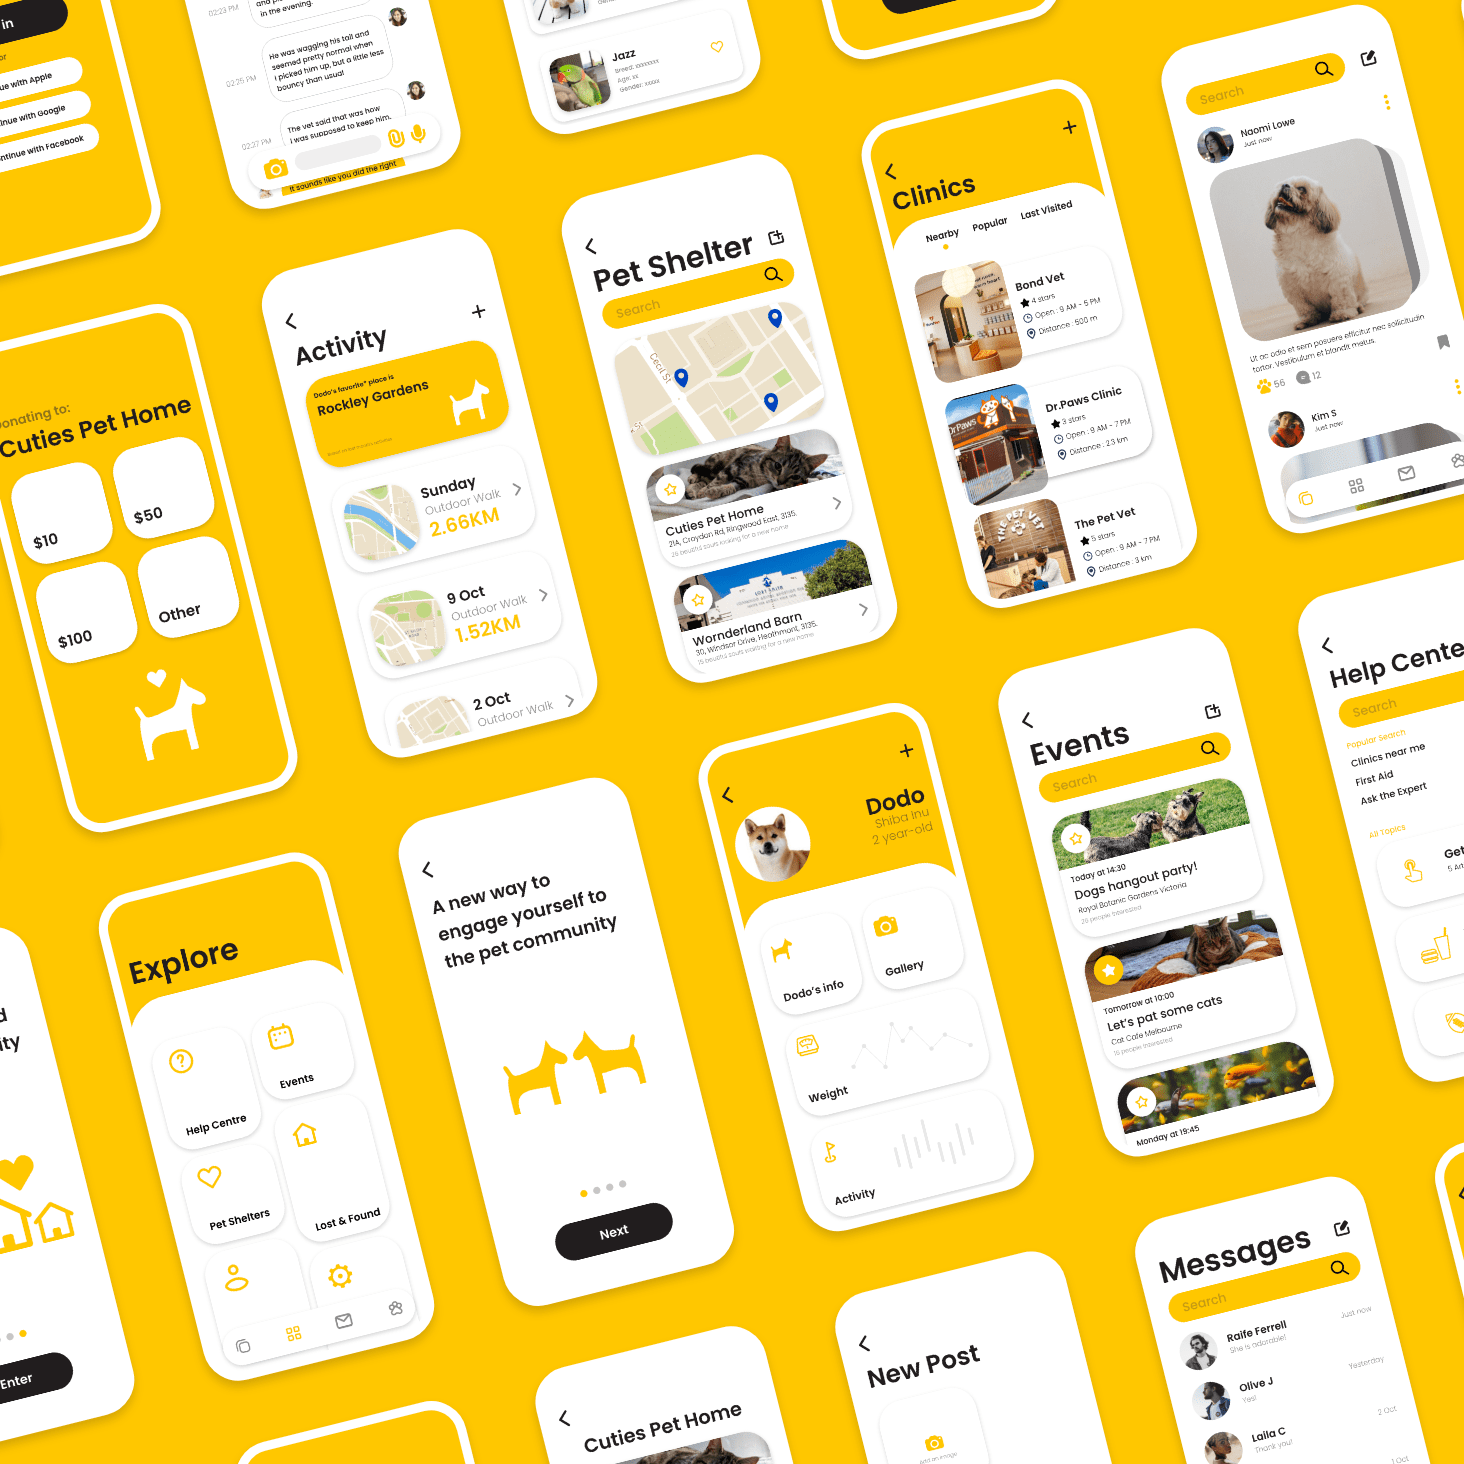 in
or
ue with Apple
inue with Google
ntinue with Facebook
02:23 PM
in the evening.
02:25 PM
He was wagging his tail and
seemed pretty normal when
I picked him up, but a little less
bouncy than usual
02:27 PM
The vet said that was how
I was supposed to keep him.
It sounds like you did the right
Jazz
Breed: xxxxxxx
Age: xx
Gender: xxxxx
Donating to:
Cuties Pet Home
$10
$50
$100
Other
Activity
Dodo's favorite* place is
Rockley Gardens
Sunday
Outdoor Walk
2.66KM
9 Oct
Outdoor Walk
1.52KM
2 Oct
Outdoor Walk
Pet Shelter
Search
Cecil St
Cuties Pet Home
21A, Croydon Rd, Ringwood East, 3135.
25 beutiful souls looking for a new home
Wornderland Barn
30, Windsor Drive, Heathmont, 3135.
15 beutiful souls waiting for a new home
Clinics
Nearby
Popular
Last Visited
Bond Vet
4 stars
Open : 9 AM - 5 PM
Distance : 500 m
Dr.Paws
Dr.Paws Clinic
3 stars
Open : 9 AM - 7 PM
Distance : 2.3 km
THE PET VET
The Pet Vet
5 stars
Open : 9 AM - 7 PM
Distance : 3 km
Search
Naomi Lowe
Just now
Ut ac odio et sem posuere efficitur nec sollicitudin
tortor. Vestibulum et blandit metus.
56
12
Kim S
Just now
Explore
Help Centre
Events
Pet Shelters
Lost & Found
A new way to
engage yourself to
the pet community
Next
Dodo
Shiba Inu
2 year-old
Dodo's info
Gallery
Weight
Activity
Events
Search
Today at 14:30
Dogs hangout party!
Royal Botanic Gardens Victoria
26 people interested
Tomorrow at 10:00
Let's pat some cats
Cat Cafe Melbourne
15 people interested
Monday at 19:45
Help Cente
Search
Popular Search
Clinics near me
First Aid
Ask the Expert
All Topics
Get
5 Art
d
ity
Enter
Cuties Pet Home
New Post
Add an image
Messages
Search
Raife Ferrell
She is adorable!
Just now
Olive J
Yes!
Yesterday
Laila C
Thank you!
2 Oct
1 Oct